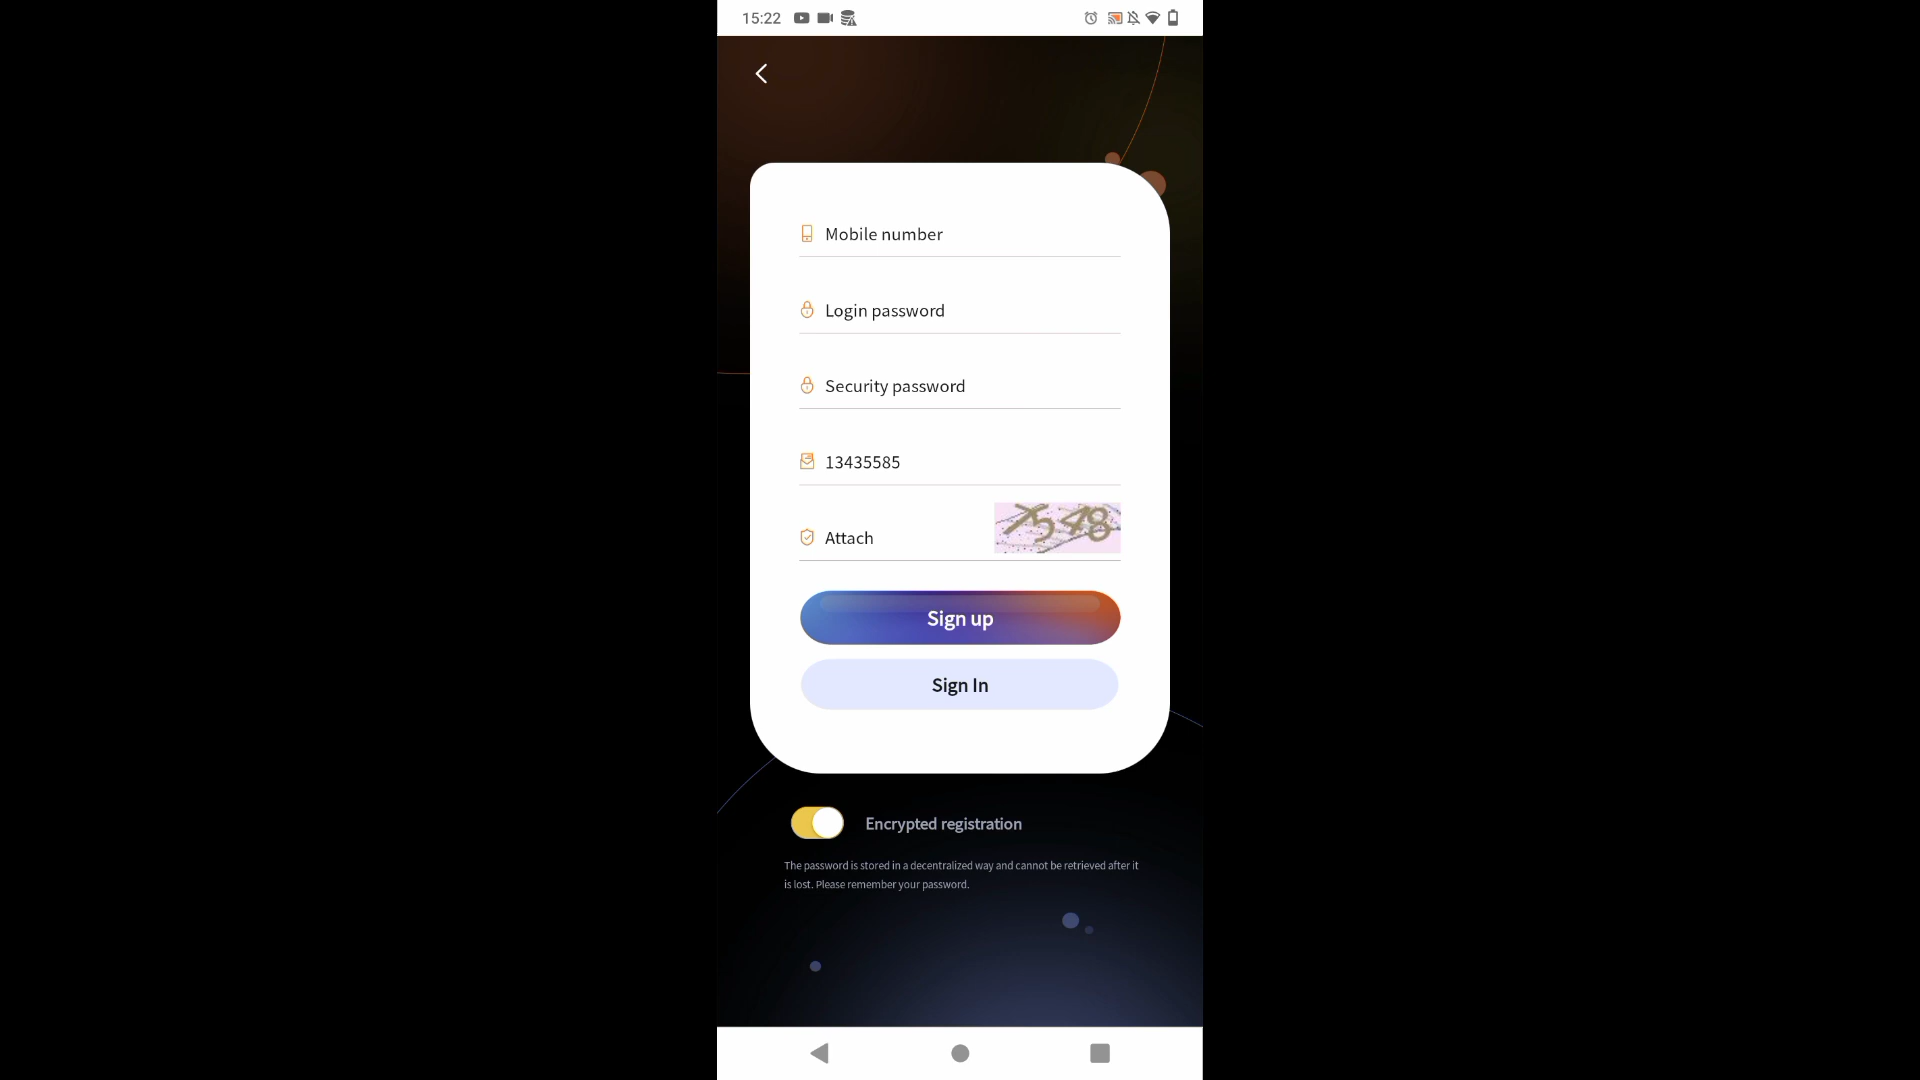 15:22
Mobile number
Login password
Security password
13435585
7548
Attach
Sign up
Sign In
Encrypted registration
The password is stored in a decentralized way and cannot be retrieved after it
is lost. Please remember your password.